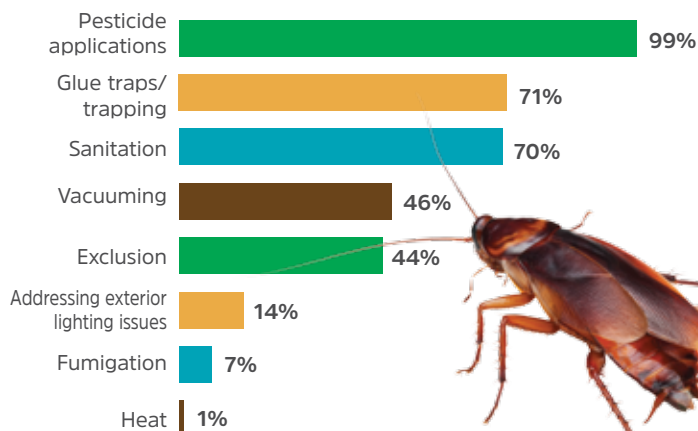 Pesticide
applications
99%
Glue traps/
trapping
71%
Sanitation
70%
Vacuuming
46%
Exclusion
44%
Addressing exterior
lighting issues
14%
Fumigation
7%
Heat
1%